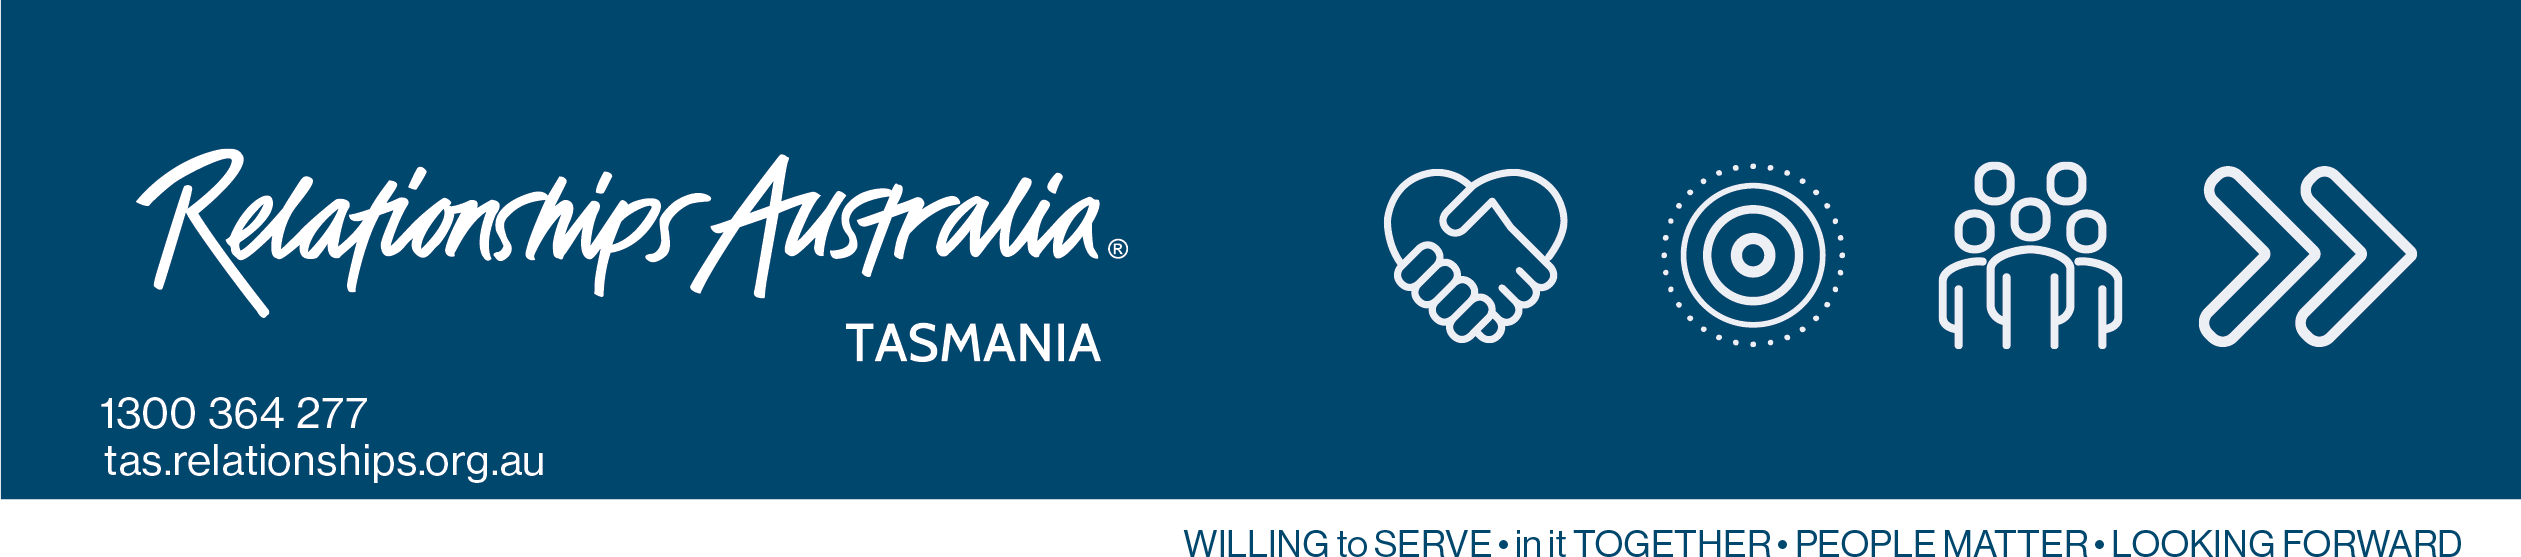 Relationships Australia®
TASMANIA
1300 364 277
tas.relationships.org.au
WILLING to SERVE • in it TOGETHER • PEOPLE MATTER • LOOKING FORWARD